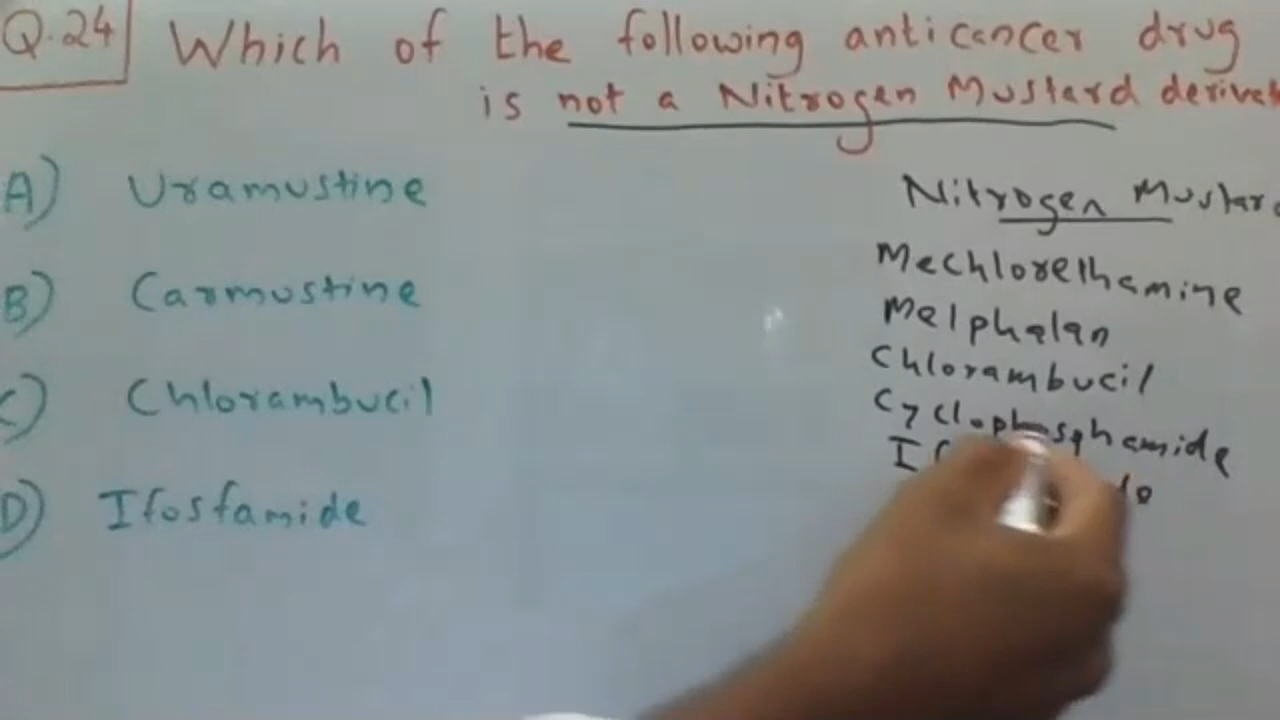 Q.24 Which of the following anticancer drug
is not a Nitrogen Mustard
A) Uramustine
B) Carmustine
C) Chlorambucil
D) Ifosfamide
Nitrogen
Mechlorethamine
Melphalan
Chlorambucil
Cyclophosphamide